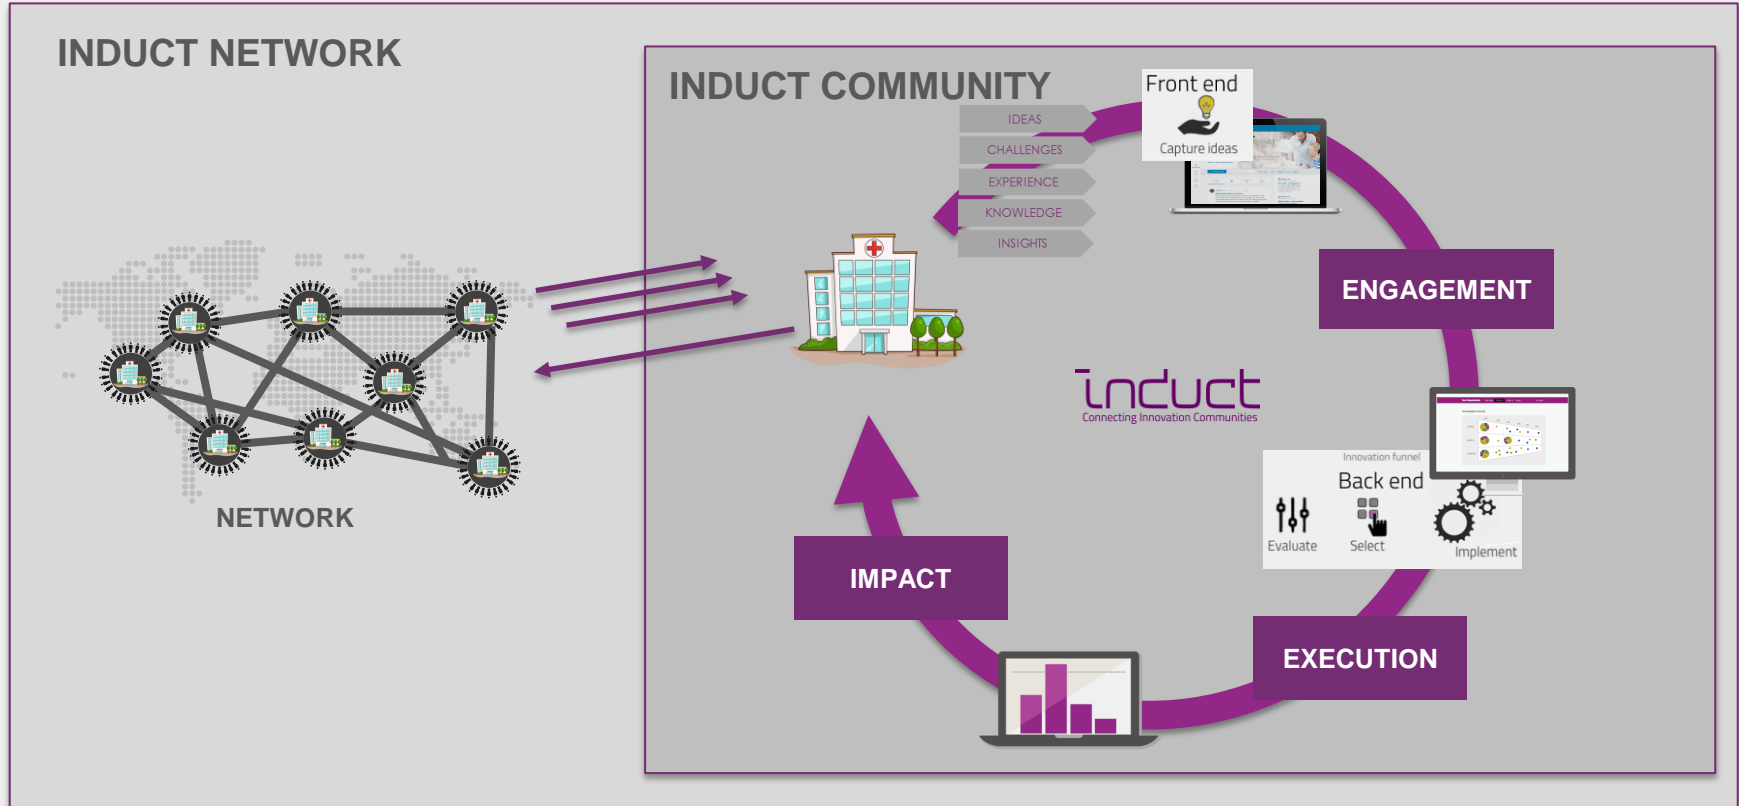 INDUCT NETWORK
INDUCT COMMUNITY
IDEAS
CHALLENGES
EXPERIENCE
KNOWLEDGE
INSIGHTS
Front end
Capture ideas
ENGAGEMENT
induct
Connecting Innovation Communities
Innovation funnel
Back end
Evaluate
Select
Implement
NETWORK
IMPACT
EXECUTION